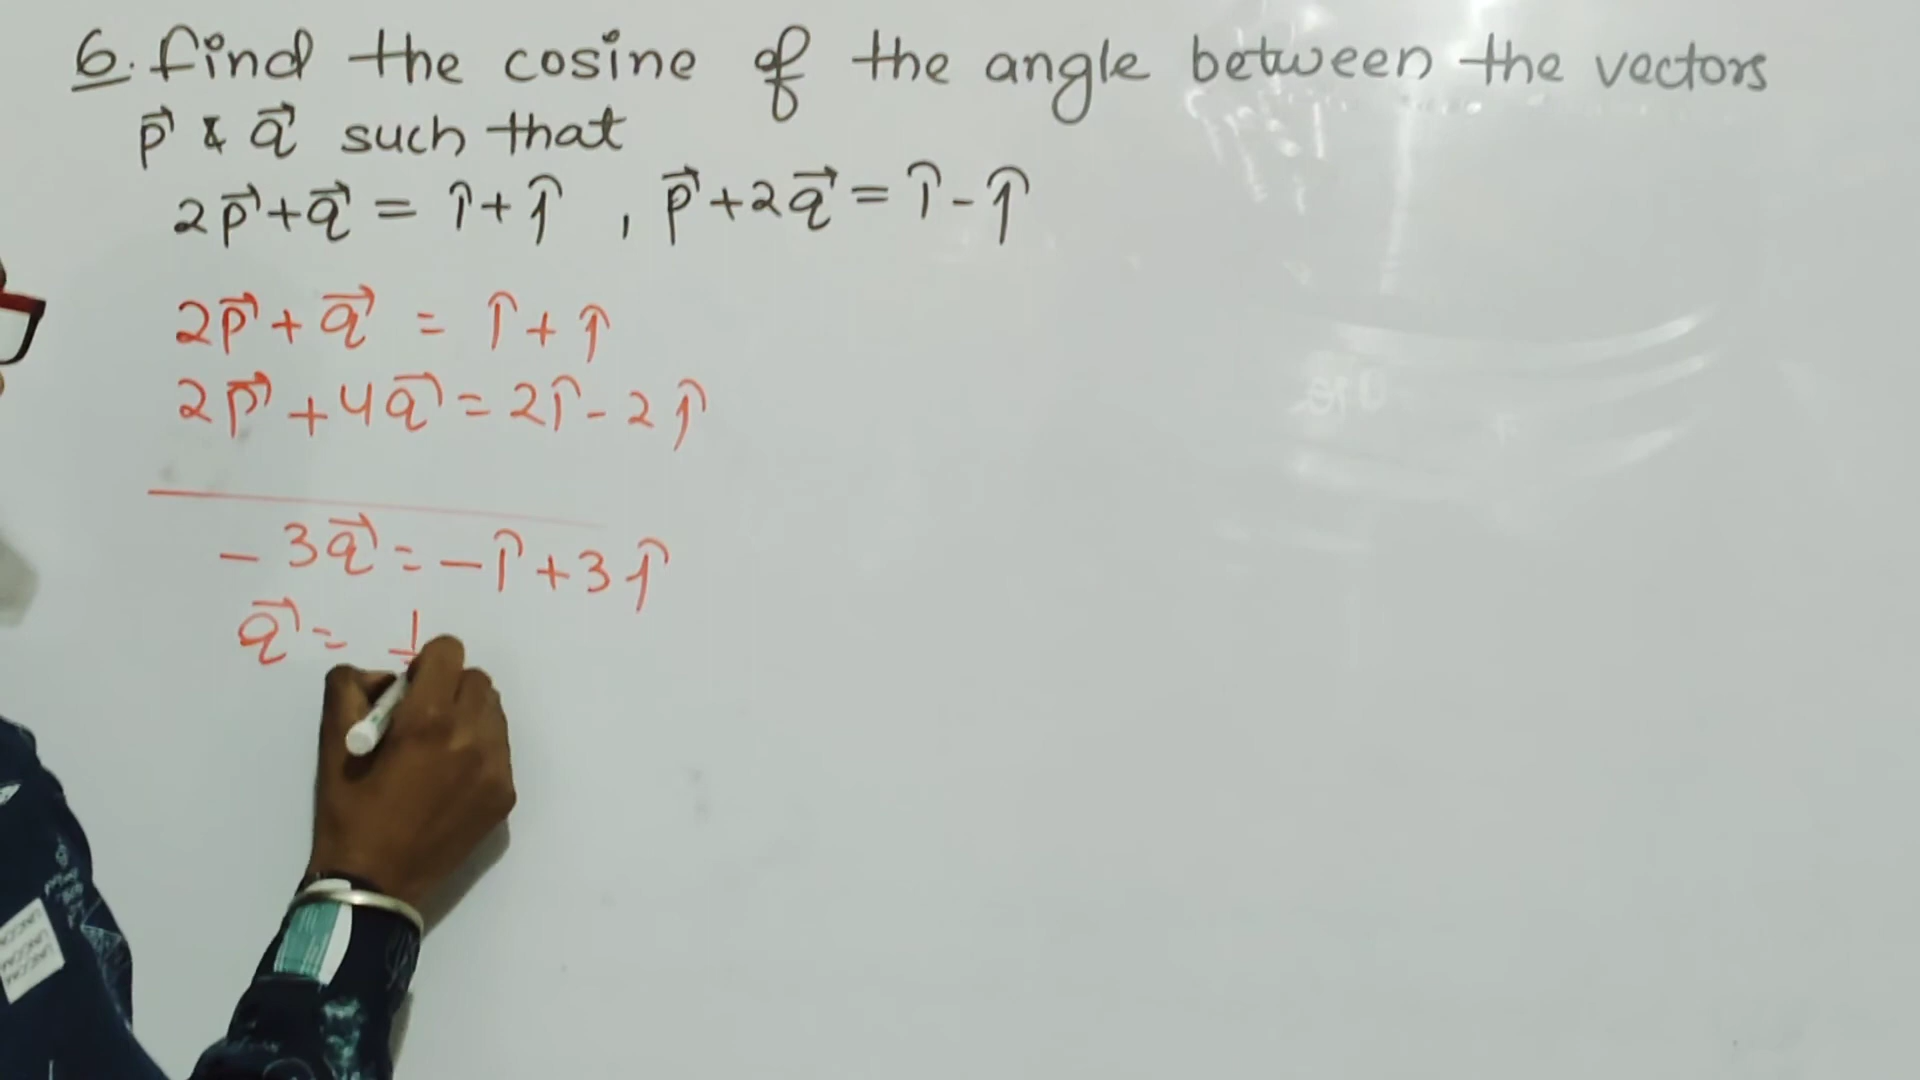 6. find the cosine of the angle between the vectors
p⃗ & q⃗ such that
2p⃗ + q⃗ = î + ĵ , p⃗ + 2q⃗ = î - ĵ
2p⃗ + q⃗ = î + ĵ
2p⃗ + 4q⃗ = 2î - 2ĵ
- 3q⃗ = - î + 3ĵ
q⃗ = 1